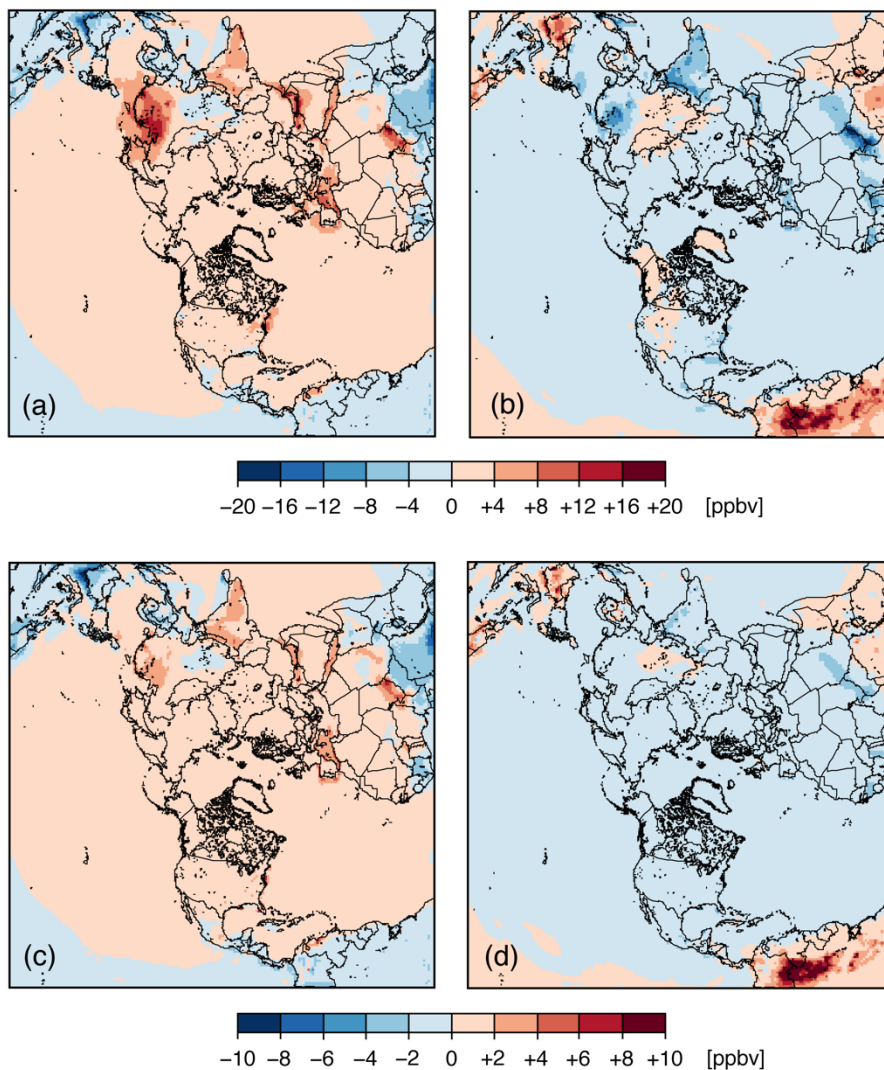 (a)
(b)
−20 −16 −12 −8 −4 0 +4 +8 +12 +16 +20 [ppbv]
(c)
(d)
−10 −8 −6 −4 −2 0 +2 +4 +6 +8 +10 [ppbv]